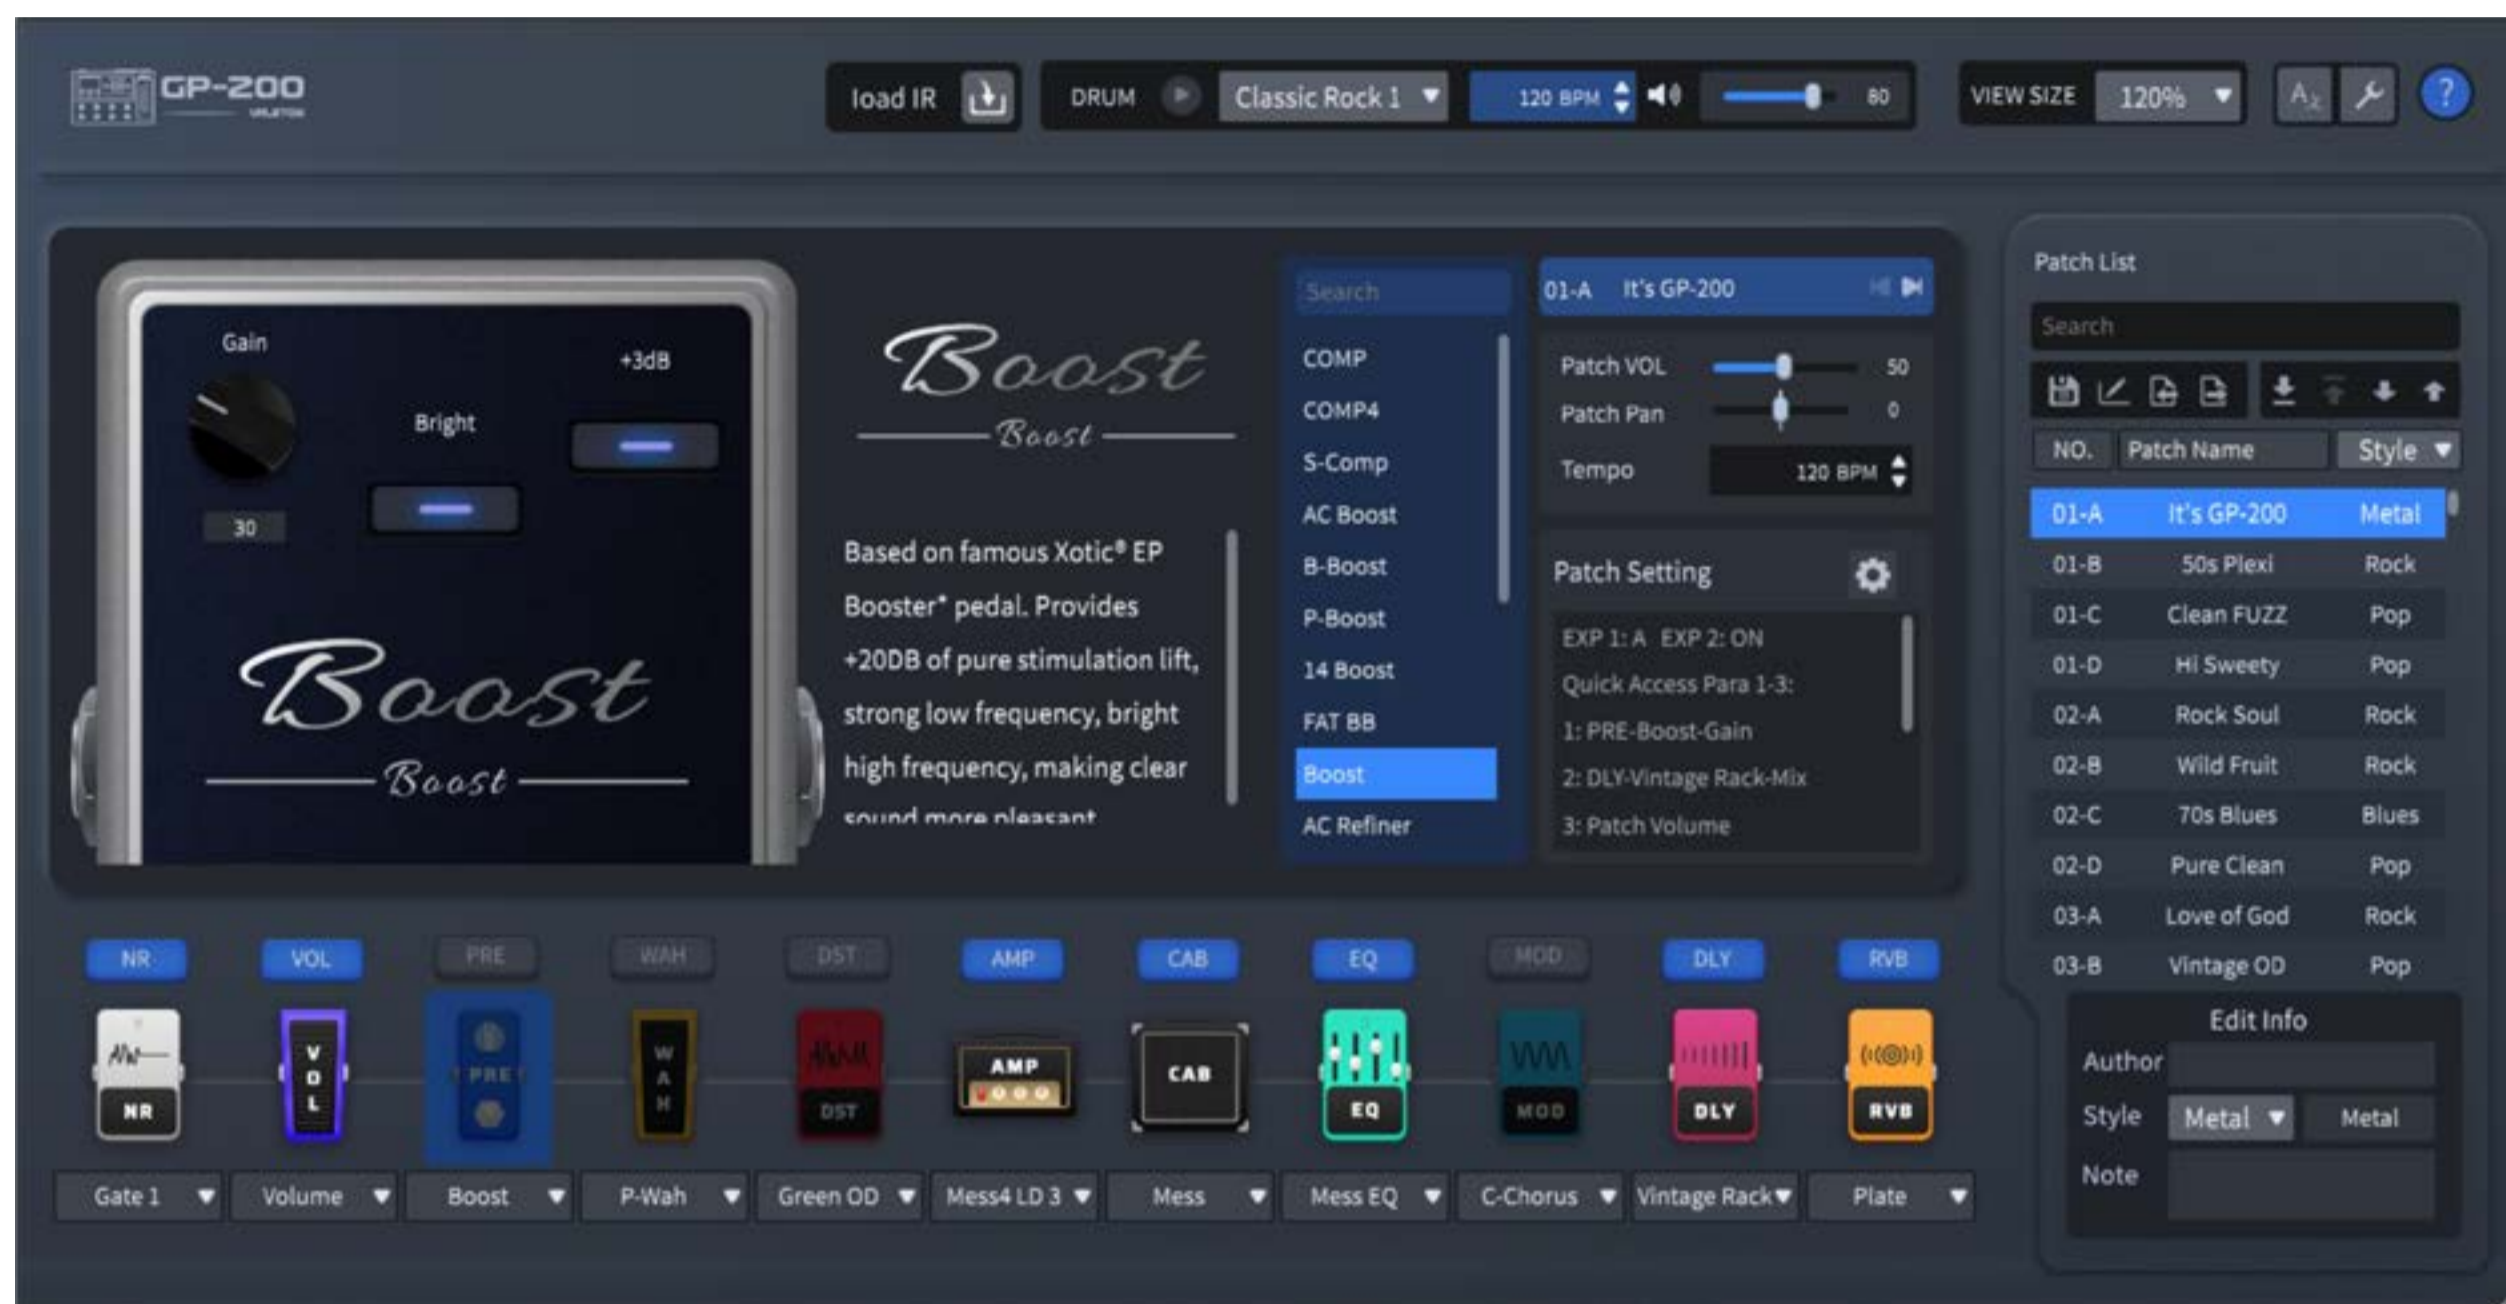 GP-200
VALETON
load IR
DRUM
Classic Rock 1
120 BPM
80
VIEW SIZE
120%
?
Gain
30
Bright
+3dB
Boost
Boost
Boost
Boost
Based on famous Xotic® EP
Booster* pedal. Provides
+20DB of pure stimulation lift,
strong low frequency, bright
high frequency, making clear
sound more pleasant
Search
COMP
COMP4
S-Comp
AC Boost
B-Boost
P-Boost
14 Boost
FAT BB
Boost
AC Refiner
01-A It's GP-200
Patch VOL 50
Patch Pan 0
Tempo 120 BPM
Patch Setting
EXP 1: A EXP 2: ON
Quick Access Para 1-3:
1: PRE-Boost-Gain
2: DLY-Vintage Rack-Mix
3: Patch Volume
Patch List
Search
NO. Patch Name Style
01-A It's GP-200 Metal
01-B 50s Plexi Rock
01-C Clean FUZZ Pop
01-D Hi Sweety Pop
02-A Rock Soul Rock
02-B Wild Fruit Rock
02-C 70s Blues Blues
02-D Pure Clean Pop
03-A Love of God Rock
03-B Vintage OD Pop
Edit Info
Author
Style Metal Metal
Note
NR VOL PRE WAH DST AMP CAB EQ MOD DLY RVB
NR VOL PRE WAH DST AMP CAB EQ MOD DLY RVB
Gate 1 Volume Boost P-Wah Green OD Mess4 LD 3 Mess Mess EQ C-Chorus Vintage Rack Plate